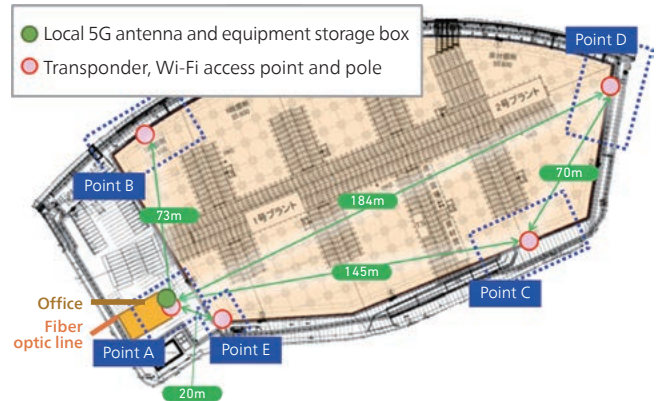 Local 5G antenna and equipment storage box
Transponder, Wi-Fi access point and pole
Point D
2号プラント
Point B
1号プラント
184m
70m
73m
145m
Office
Fiber
optic line
Point A
Point E
Point C
20m